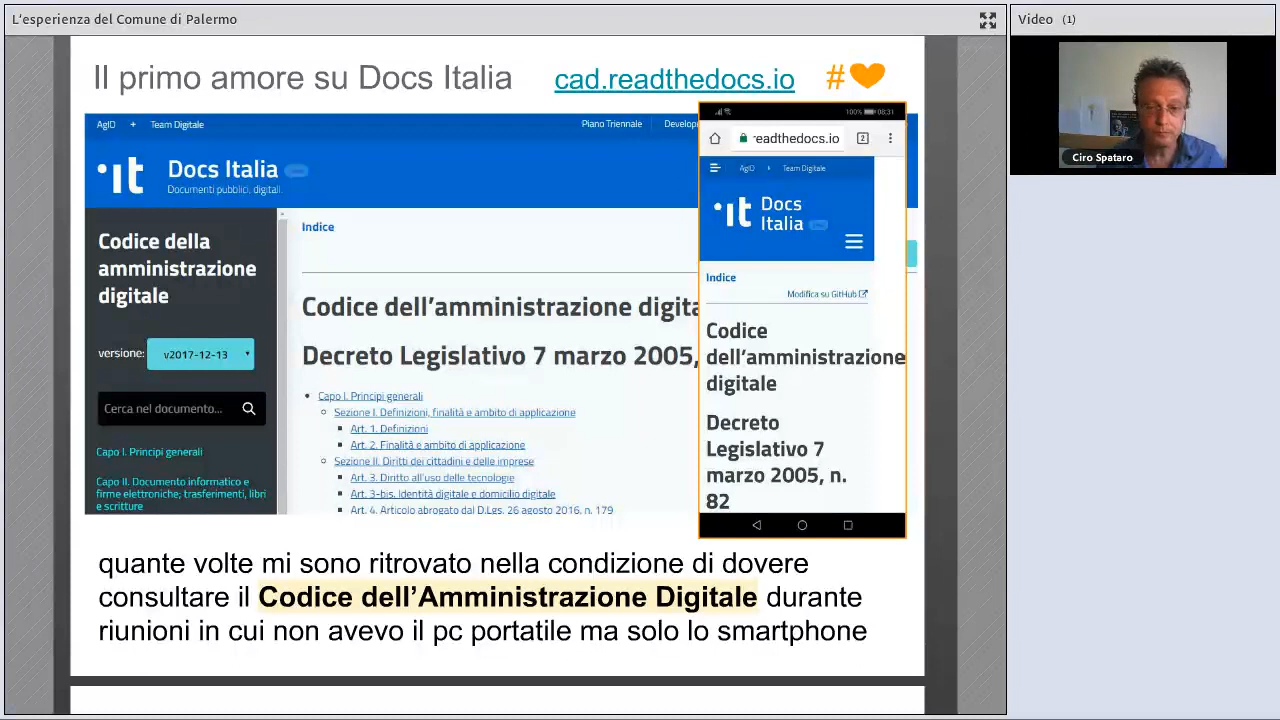 L'esperienza del Comune di Palermo
Video (1)
Ciro Spataro
Il primo amore su Docs Italia cad.readthedocs.io #
AgID + Team Digitale Piano Triennale Develop
Docs Italia
Documenti pubblici, digitali.
Codice della
amministrazione
digitale
versione: v2017-12-13
Cerca nel documento...
Capo I. Principi generali
Capo II. Documento informatico e
firme elettroniche; trasferimenti, libri
e scritture
Indice
Codice dell'amministrazione digita
Decreto Legislativo 7 marzo 2005,
Capo I. Principi generali
Sezione I. Definizioni, finalità e ambito di applicazione
Art. 1. Definizioni
Art. 2. Finalità e ambito di applicazione
Sezione II. Diritti dei cittadini e delle imprese
Art. 3. Diritto all'uso delle tecnologie
Art. 3-bis. Identità digitale e domicilio digitale
Art. 4. Articolo abrogato dal D.Lgs. 26 agosto 2016, n. 179
100% 08:31
readthedocs.io 2
AgID + Team Digitale
Docs
Italia
Indice
Modifica su GitHub
Codice
dell'amministrazione
digitale
Decreto
Legislativo 7
marzo 2005, n.
82
quante volte mi sono ritrovato nella condizione di dovere
consultare il Codice dell'Amministrazione Digitale durante
riunioni in cui non avevo il pc portatile ma solo lo smartphone